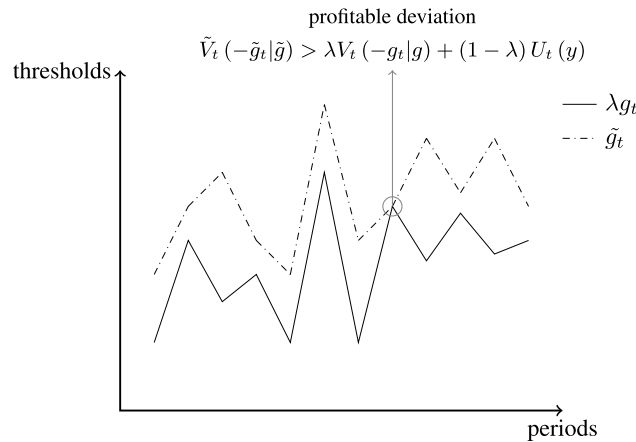 profitable deviation
Ṽ_t (−g̃_t|g̃) > λV_t (−g_t|g) + (1 − λ) U_t (y)
thresholds
λg_t
g̃_t
periods